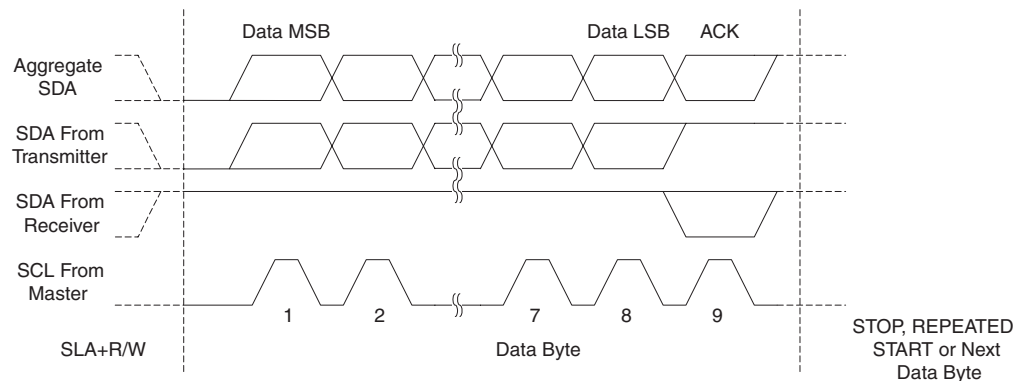 Data MSB
Data LSB
ACK
Aggregate
SDA
SDA From
Transmitter
SDA From
Receiver
SCL From
Master
1
2
7
8
9
SLA+R/W
Data Byte
STOP, REPEATED
START or Next
Data Byte